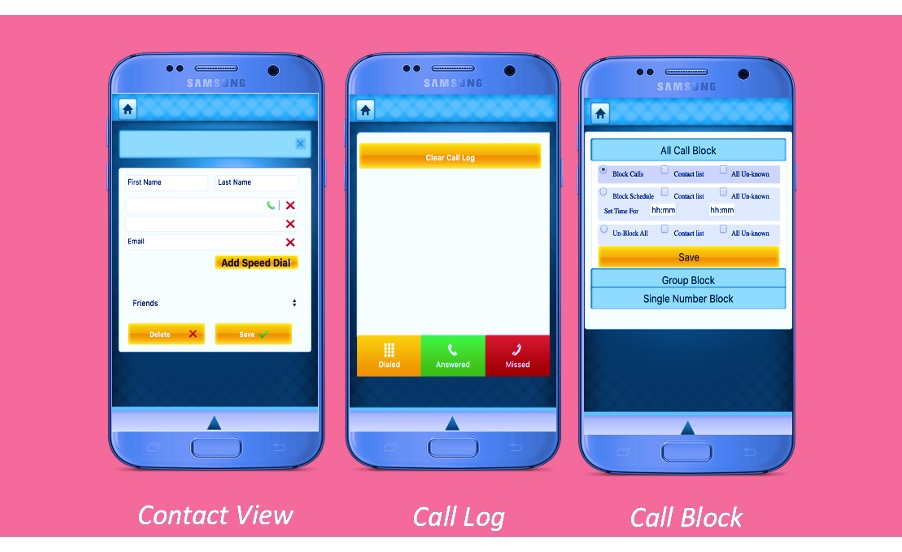 SAMSUNG
First Name Last Name
Email
Add Speed Dial
Friends
Delete Save
Contact View
SAMSUNG
Clear Call Log
Dialed Answered Missed
Call Log
SAMSUNG
All Call Block
Block Calls Contact list All Un-known
Block Schedule Contact list All Un-known
Set Time For hh:mm hh:mm
Un-Block All Contact list All Un-known
Save
Group Block
Single Number Block
Call Block